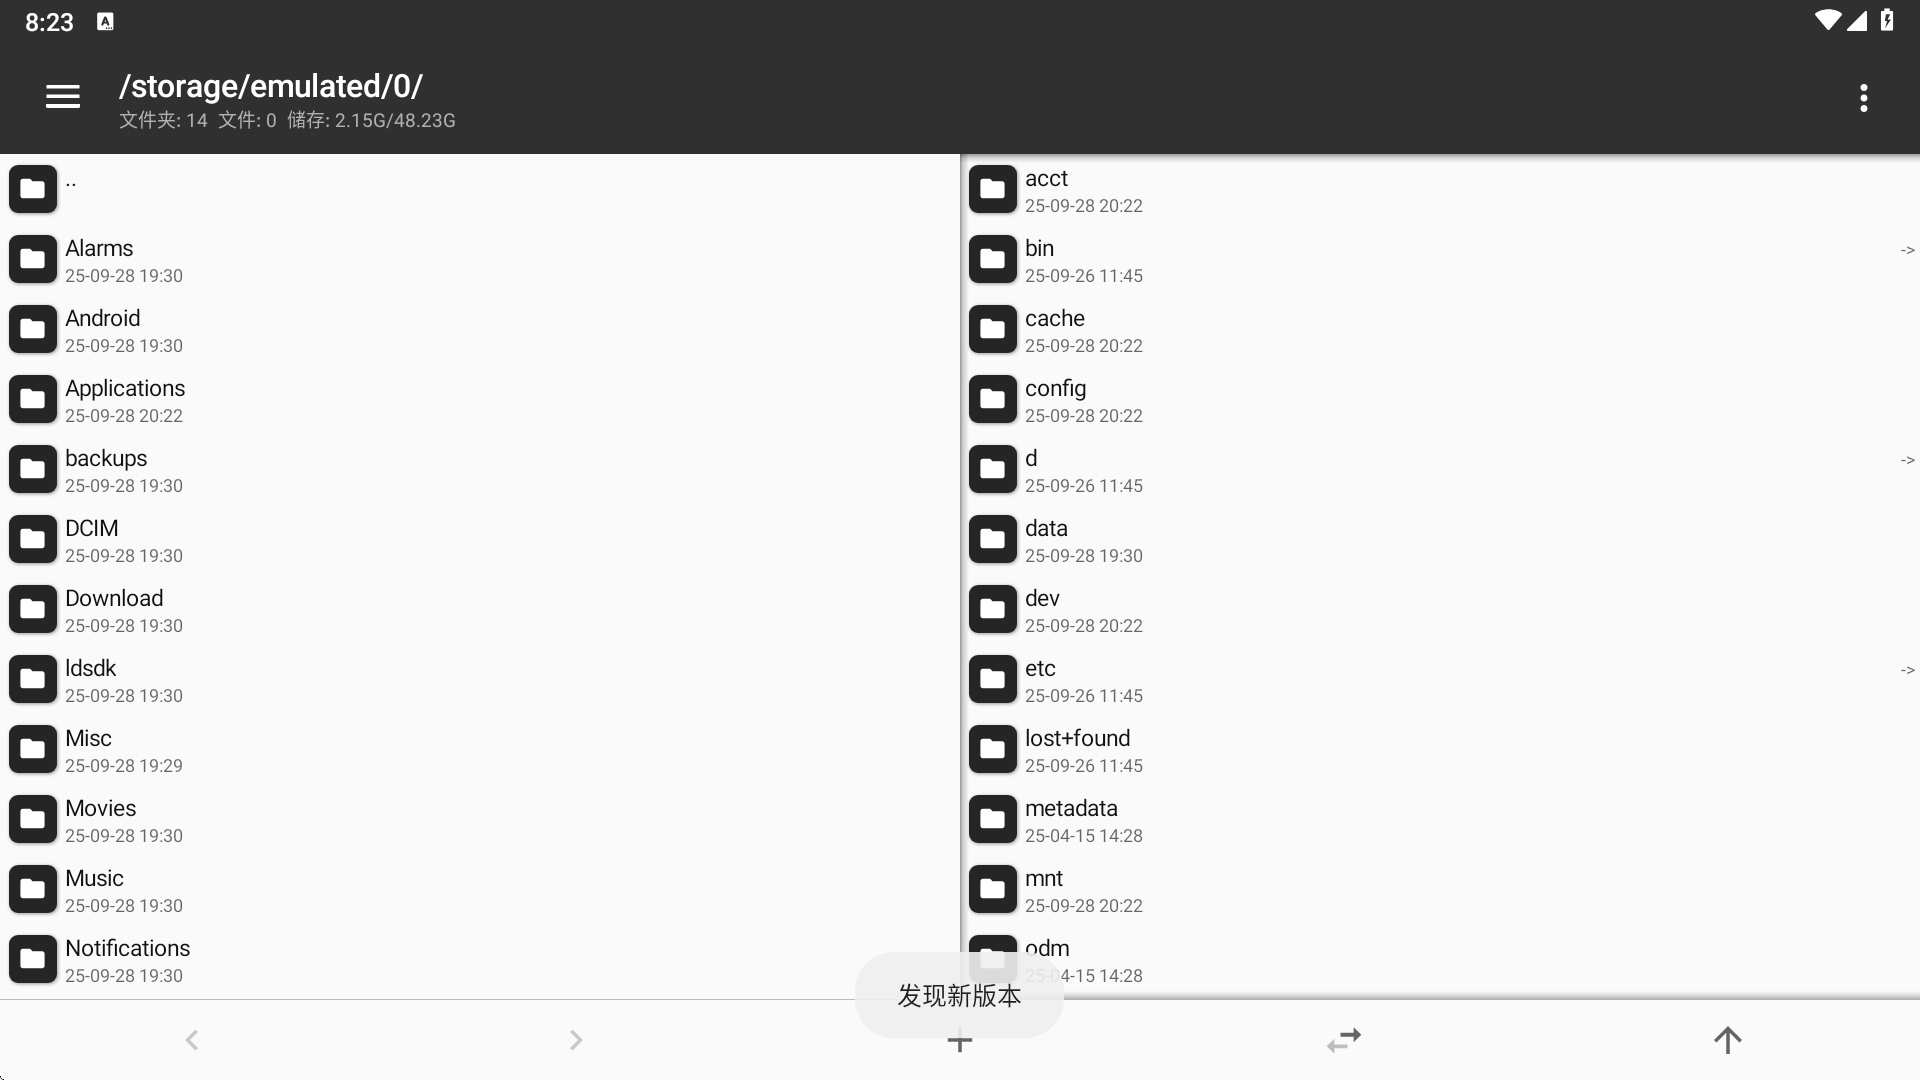 8:23
/storage/emulated/0/
文件夹: 14 文件: 0 储存: 2.15G/48.23G
..
Alarms
25-09-28 19:30
Android
25-09-28 19:30
Applications
25-09-28 20:22
backups
25-09-28 19:30
DCIM
25-09-28 19:30
Download
25-09-28 19:30
ldsdk
25-09-28 19:30
Misc
25-09-28 19:29
Movies
25-09-28 19:30
Music
25-09-28 19:30
Notifications
25-09-28 19:30
acct
25-09-28 20:22
bin ->
25-09-26 11:45
cache
25-09-28 20:22
config
25-09-28 20:22
d ->
25-09-26 11:45
data
25-09-28 19:30
dev
25-09-28 20:22
etc ->
25-09-26 11:45
lost+found
25-09-26 11:45
metadata
25-04-15 14:28
mnt
25-09-28 20:22
odm
25-04-15 14:28
发现新版本